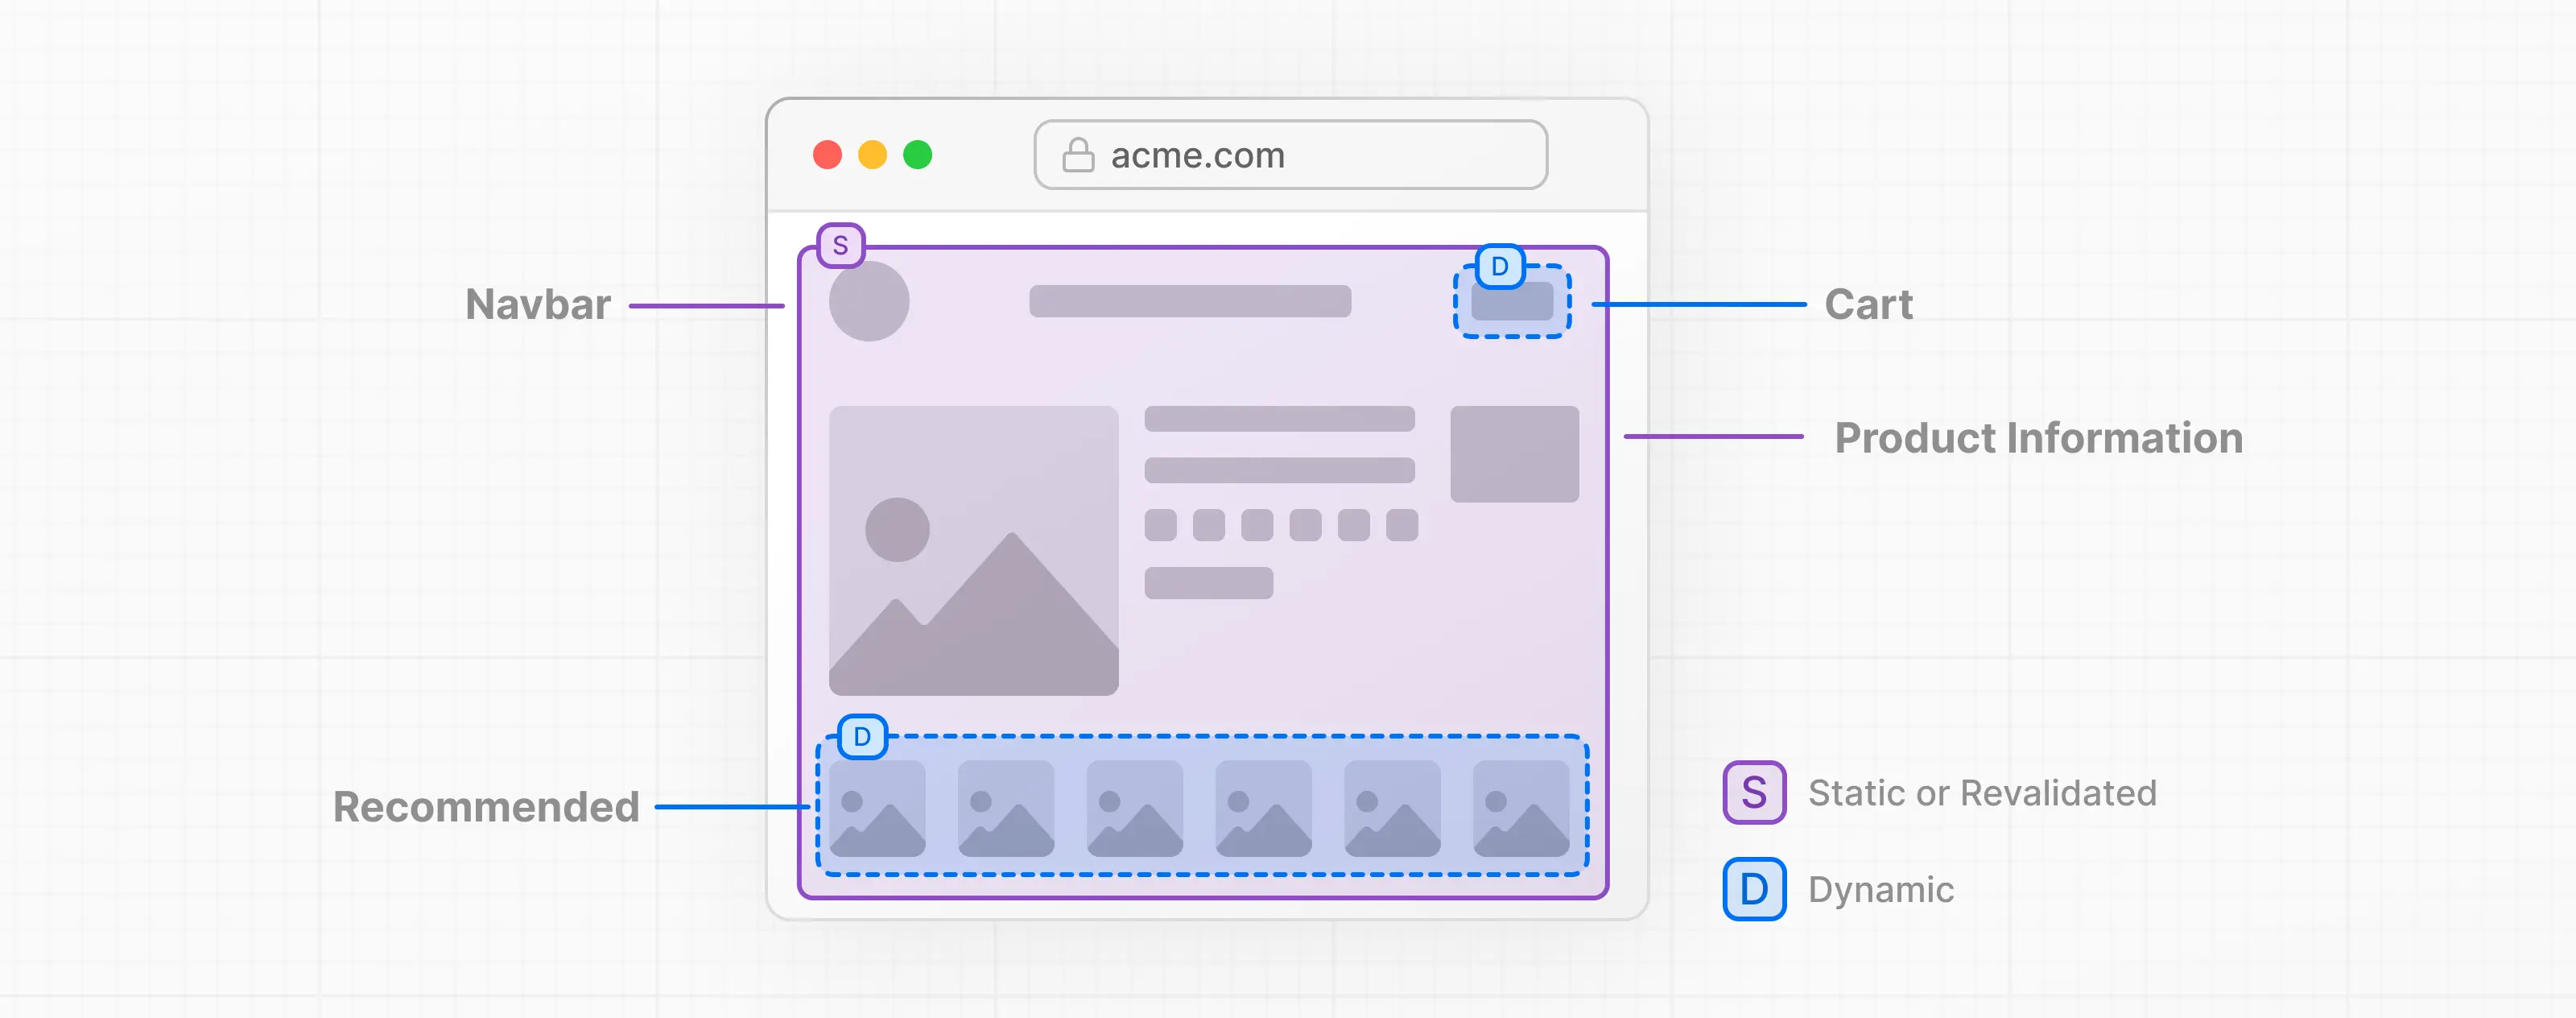 acme.com
S
D
Navbar
Cart
Product Information
D
Recommended
S Static or Revalidated
D Dynamic